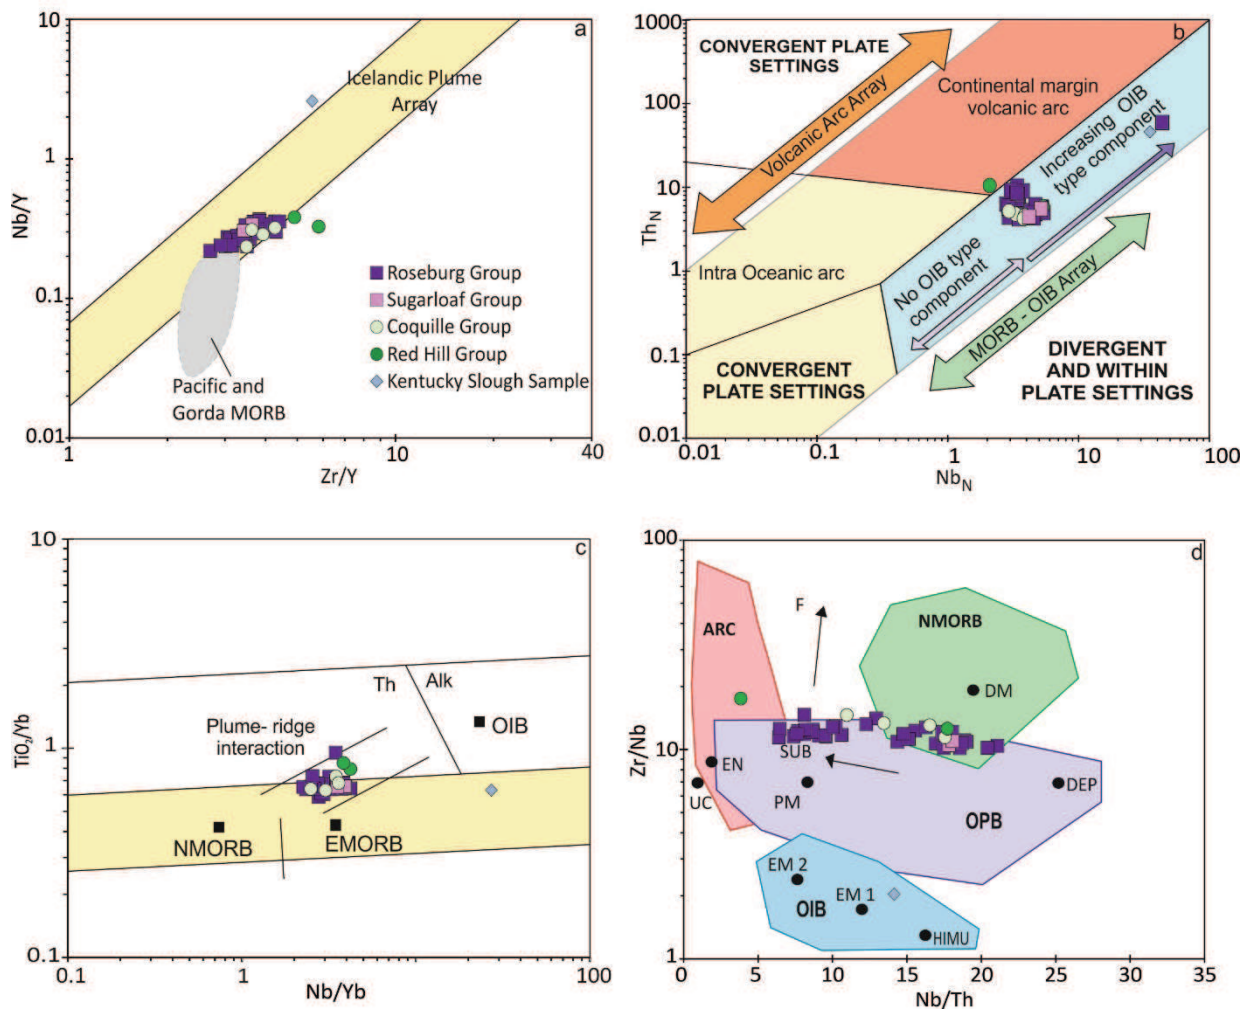 a
10
1
0.1
0.01
Nb/Y
Icelandic Plume
Array
Roseburg Group
Sugarloaf Group
Coquille Group
Red Hill Group
Kentucky Slough Sample
Pacific and
Gorda MORB
1
10
40
Zr/Y
b
1000
100
10
1
0.1
0.01
Th_N
CONVERGENT PLATE
SETTINGS
Volcanic Arc Array
Continental margin
volcanic arc
Increasing OIB
type component
Intra Oceanic arc
No OIB type
component
MORB - OIB Array
CONVERGENT
PLATE SETTINGS
DIVERGENT
AND WITHIN
PLATE SETTINGS
0.01
0.1
1
10
100
Nb_N
c
10
1
0.1
TiO₂/Yb
Th
Alk
OIB
Plume- ridge
interaction
NMORB
EMORB
0.1
1
10
100
Nb/Yb
d
100
10
1
Zr/Nb
ARC
F
NMORB
DM
SUB
EN
UC
PM
DEP
OPB
EM 2
EM 1
OIB
HIMU
0
5
10
15
20
25
30
35
Nb/Th